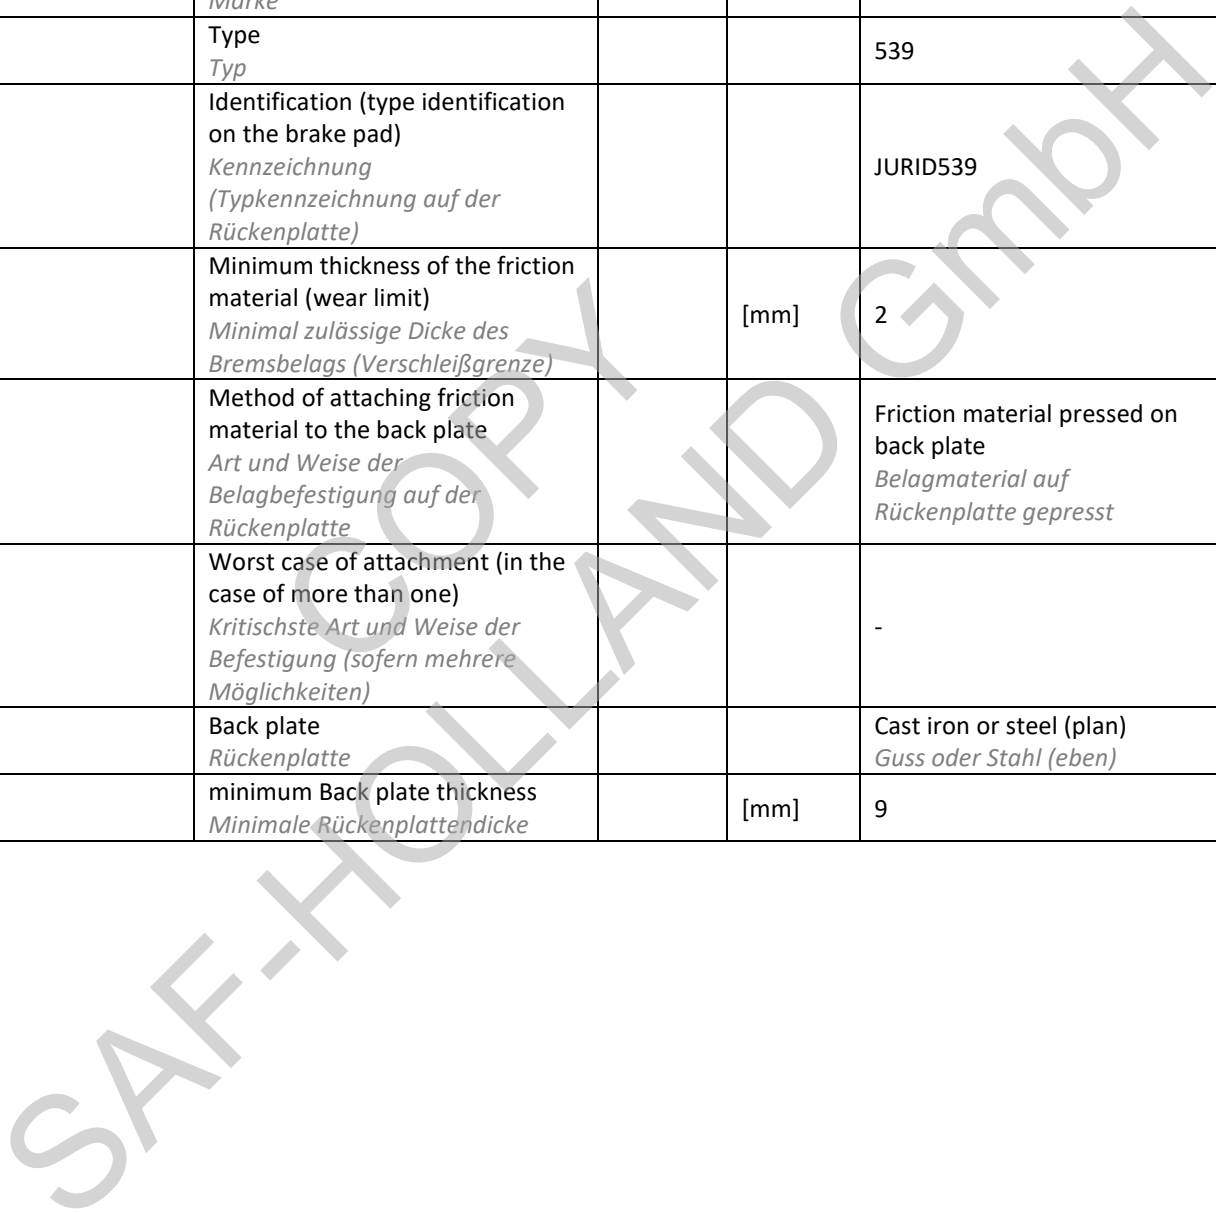 Marke
Type
Typ
539
Identification (type identification
on the brake pad)
Kennzeichnung
(Typkennzeichnung auf der
Rückenplatte)
JURID539
Minimum thickness of the friction
material (wear limit)
Minimal zulässige Dicke des
Bremsbelags (Verschleißgrenze)
[mm]
2
Method of attaching friction
material to the back plate
Art und Weise der
Belagbefestigung auf der
Rückenplatte
Friction material pressed on
back plate
Belagmaterial auf
Rückenplatte gepresst
Worst case of attachment (in the
case of more than one)
Kritischste Art und Weise der
Befestigung (sofern mehrere
Möglichkeiten)
-
Back plate
Rückenplatte
Cast iron or steel (plan)
Guss oder Stahl (eben)
minimum Back plate thickness
Minimale Rückenplattendicke
[mm]
9
COPY
SAF-HOLLAND GmbH